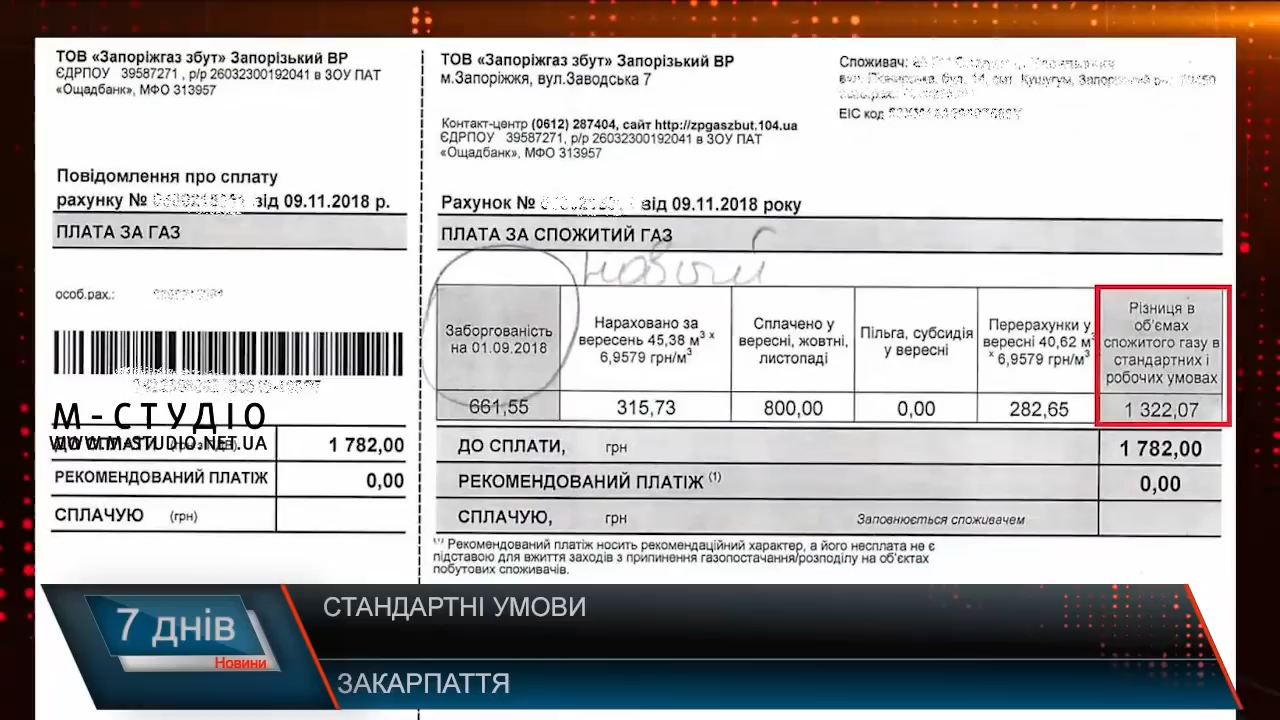 ТОВ «Запоріжгаз збут» Запорізький ВР
ЄДРПОУ 39587271 , р/р 26032300192041 в ЗОУ ПАТ
«Ощадбанк», МФО 313957
Повідомлення про сплату
рахунку № від 09.11.2018 р.
ПЛАТА ЗА ГАЗ
особ.рах.:
М-СТУДІО
WWW.M-STUDIO.NET.UA
ДО СПЛАТИ 1 782,00
РЕКОМЕНДОВАНИЙ ПЛАТІЖ 0,00
СПЛАЧУЮ (грн)
ТОВ «Запоріжгаз збут» Запорізький ВР
м.Запоріжжя, вул.Заводська 7
Контакт-центр (0612) 287404, сайт http://zpgaszbut.104.ua
ЄДРПОУ 39587271, р/р 26032300192041 в ЗОУ ПАТ
«Ощадбанк», МФО 313957
Споживач:
ЕІС код
Рахунок № від 09.11.2018 року
ПЛАТА ЗА СПОЖИТИЙ ГАЗ
новый
Заборгованість
на 01.09.2018
661,55
Нараховано за
вересень 45,38 м³ х
6,9579 грн/м³
315,73
Сплачено у
вересні, жовтні,
листопаді
800,00
Пільга, субсидія
у вересні
0,00
Перерахунки у
вересні 40,62 м³
х 6,9579 грн/м³
282,65
Різниця в
об'ємах
спожитого газу в
стандартних і
робочих умовах
1 322,07
ДО СПЛАТИ, грн 1 782,00
РЕКОМЕНДОВАНИЙ ПЛАТІЖ (1) 0,00
СПЛАЧУЮ, грн Заповнюється споживачем
(1) Рекомендований платіж носить рекомендаційний характер, а його несплата не є
підставою для вжиття заходів з припинення газопостачання/розподілу на об'єктах
побутових споживачів.
7 днів
Новини
СТАНДАРТНІ УМОВИ
ЗАКАРПАТТЯ